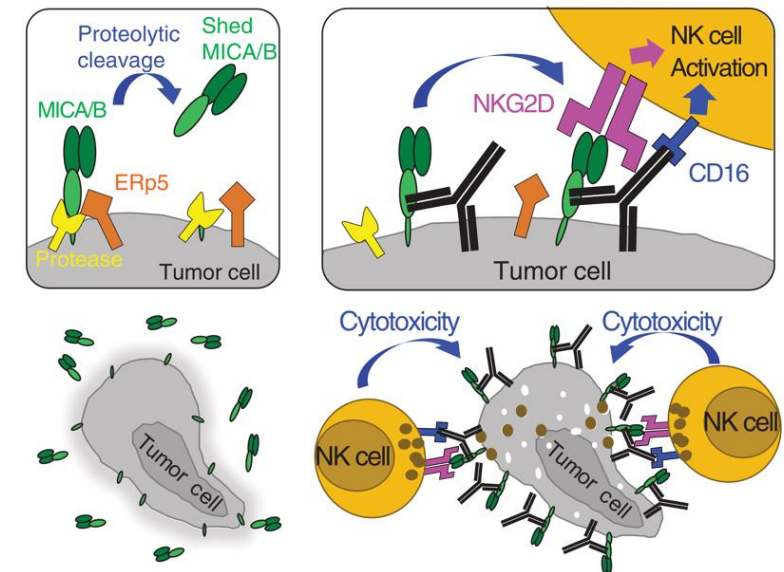 Proteolytic
cleavage
Shed
MICA/B
MICA/B
ERp5
Protease
Tumor cell
NK cell
Activation
NKG2D
CD16
Tumor cell
Tumor cell
Cytotoxicity
Cytotoxicity
NK cell
NK cell
Tumor
cell